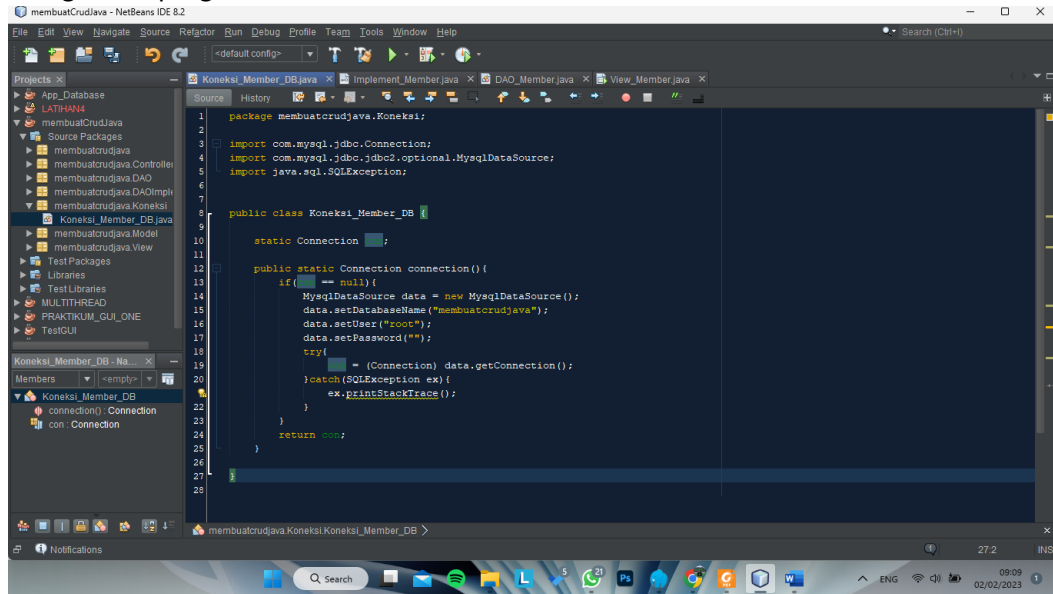 membuatCrudJava - NetBeans IDE 8.2
File Edit View Navigate Source Refactor Run Debug Profile Team Tools Window Help
Search (Ctrl+I)
<default config>
Projects
Koneksi_Member_DB.java Implement_Member.java DAO_Member.java View_Member.java
Source History
App_Database
LATIHAN4
membuatCrudJava
Source Packages
membuatcrudjava
membuatcrudjava.Controller
membuatcrudjava.DAO
membuatcrudjava.DAOImple
membuatcrudjava.Koneksi
Koneksi_Member_DB.java
membuatcrudjava.Model
membuatcrudjava.View
Test Packages
Libraries
Test Libraries
MULTITHREAD
PRAKTIKUM_GUI_ONE
TestGUI
Koneksi_Member_DB - Na...
Members <empty>
Koneksi_Member_DB
connection() : Connection
con : Connection
1 package membuatcrudjava.Koneksi;
2
3 import com.mysql.jdbc.Connection;
4 import com.mysql.jdbc.jdbc2.optional.MysqlDataSource;
5 import java.sql.SQLException;
6
7
8 public class Koneksi_Member_DB {
9
10 static Connection ;
11
12 public static Connection connection(){
13 if( == null){
14 MysqlDataSource data = new MysqlDataSource();
15 data.setDatabaseName("membuatcrudjava");
16 data.setUser("root");
17 data.setPassword("");
18 try{
19 = (Connection) data.getConnection();
20 }catch(SQLException ex){
ex.printStackTrace();
22 }
23 }
24 return con;
25 }
26
27 }
28
membuatcrudjava.Koneksi.Koneksi_Member_DB
Notifications
1
27:2 INS
Search
5
21
Ps
ENG
09:09
02/02/2023
1